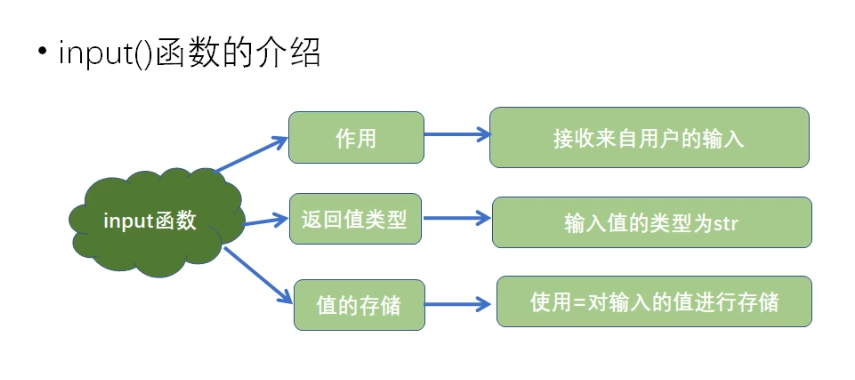 • input()函数的介绍
作用
接收来自用户的输入
input函数
返回值类型
输入值的类型为str
值的存储
使用=对输入的值进行存储